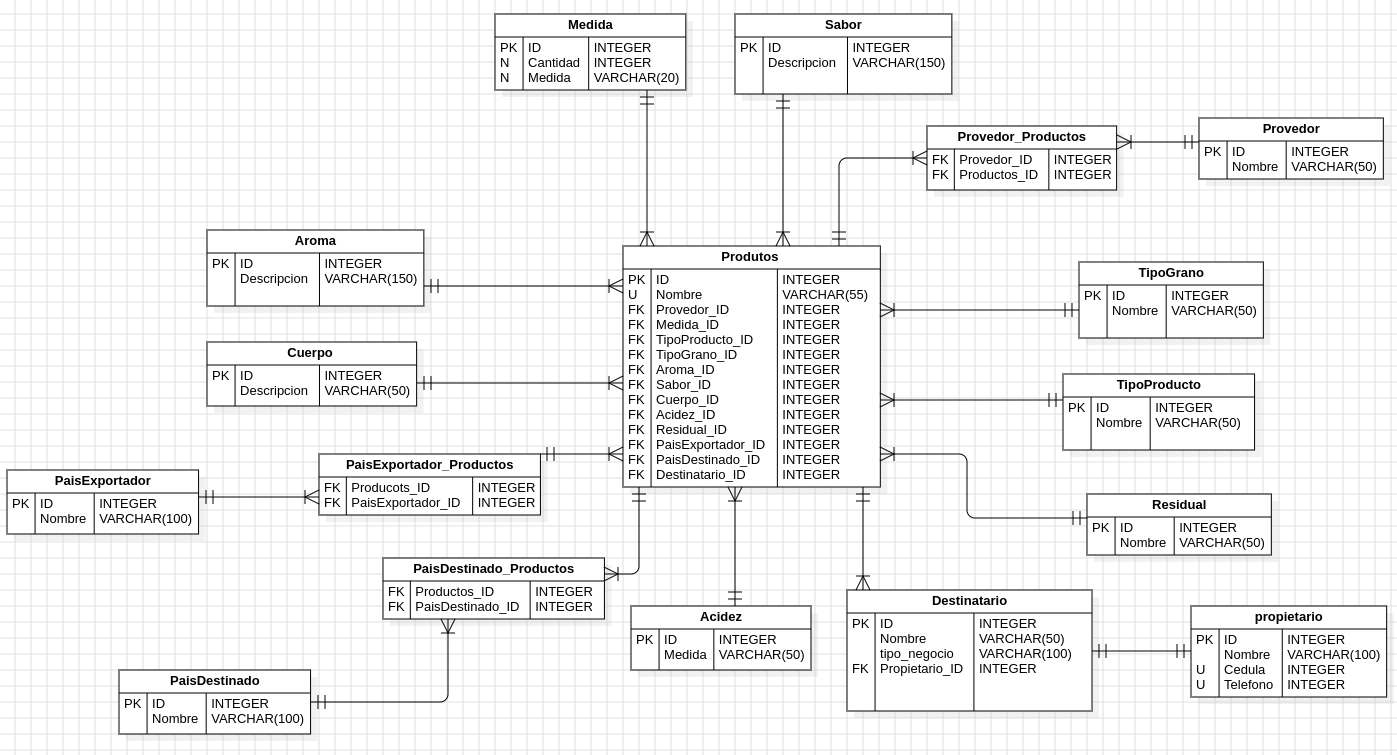 Medida
PK ID INTEGER
N Cantidad INTEGER
N Medida VARCHAR(20)
Sabor
PK ID INTEGER
Descripcion VARCHAR(150)
Provedor_Productos
FK Provedor_ID INTEGER
FK Productos_ID INTEGER
Provedor
PK ID INTEGER
Nombre VARCHAR(50)
Aroma
PK ID INTEGER
Descripcion VARCHAR(150)
Produtos
PK ID INTEGER
U Nombre VARCHAR(55)
FK Provedor_ID INTEGER
FK Medida_ID INTEGER
FK TipoProducto_ID INTEGER
FK TipoGrano_ID INTEGER
FK Aroma_ID INTEGER
FK Sabor_ID INTEGER
FK Cuerpo_ID INTEGER
FK Acidez_ID INTEGER
FK Residual_ID INTEGER
FK PaisExportador_ID INTEGER
FK PaisDestinado_ID INTEGER
FK Destinatario_ID INTEGER
TipoGrano
PK ID INTEGER
Nombre VARCHAR(50)
Cuerpo
PK ID INTEGER
Descripcion VARCHAR(50)
TipoProducto
PK ID INTEGER
Nombre VARCHAR(50)
PaisExportador_Productos
FK Producots_ID INTEGER
FK PaisExportador_ID INTEGER
PaisExportador
PK ID INTEGER
Nombre VARCHAR(100)
Residual
PK ID INTEGER
Nombre VARCHAR(50)
PaisDestinado_Productos
FK Productos_ID INTEGER
FK PaisDestinado_ID INTEGER
Acidez
PK ID INTEGER
Medida VARCHAR(50)
Destinatario
PK ID INTEGER
Nombre VARCHAR(50)
tipo_negocio VARCHAR(100)
FK Propietario_ID INTEGER
propietario
PK ID INTEGER
Nombre VARCHAR(100)
U Cedula INTEGER
U Telefono INTEGER
PaisDestinado
PK ID INTEGER
Nombre VARCHAR(100)